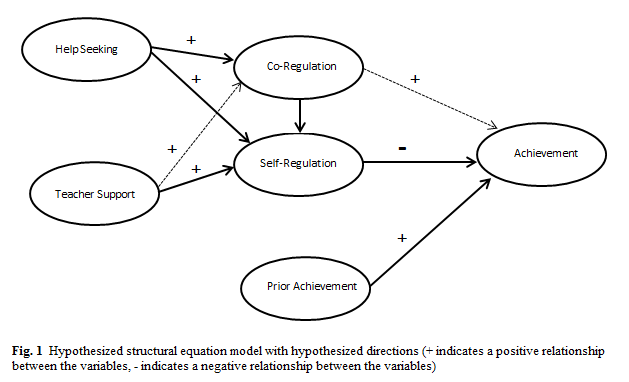 Help Seeking
+
Co-Regulation
+
+
+
Self-Regulation
-
Achievement
+
Teacher Support
+
Prior Achievement
Fig. 1 Hypothesized structural equation model with hypothesized directions (+ indicates a positive relationship
between the variables, - indicates a negative relationship between the variables)